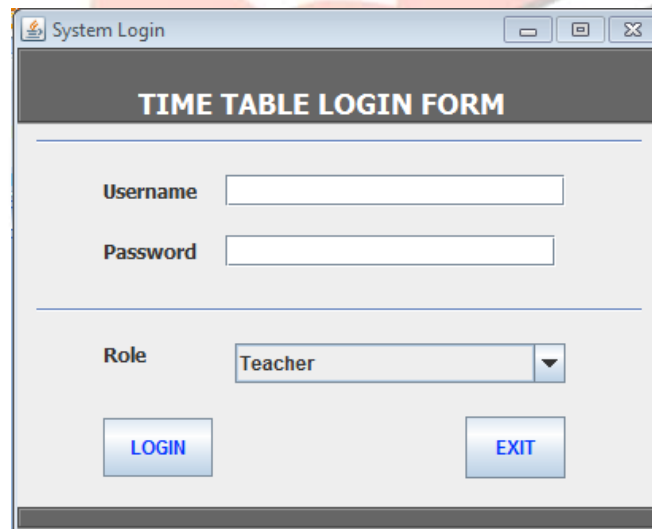 System Login
TIME TABLE LOGIN FORM
Username
Password
Role
Teacher
LOGIN
EXIT